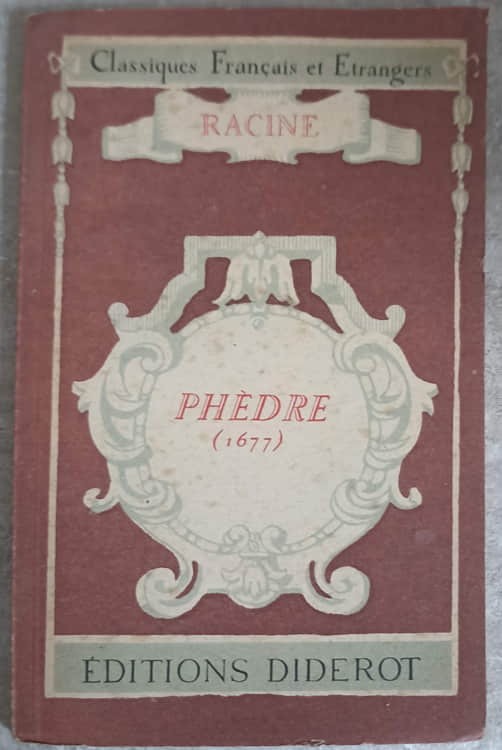 Classiques Français et Etrangers
RACINE
PHÈDRE
(1677)
ÉDITIONS DIDEROT